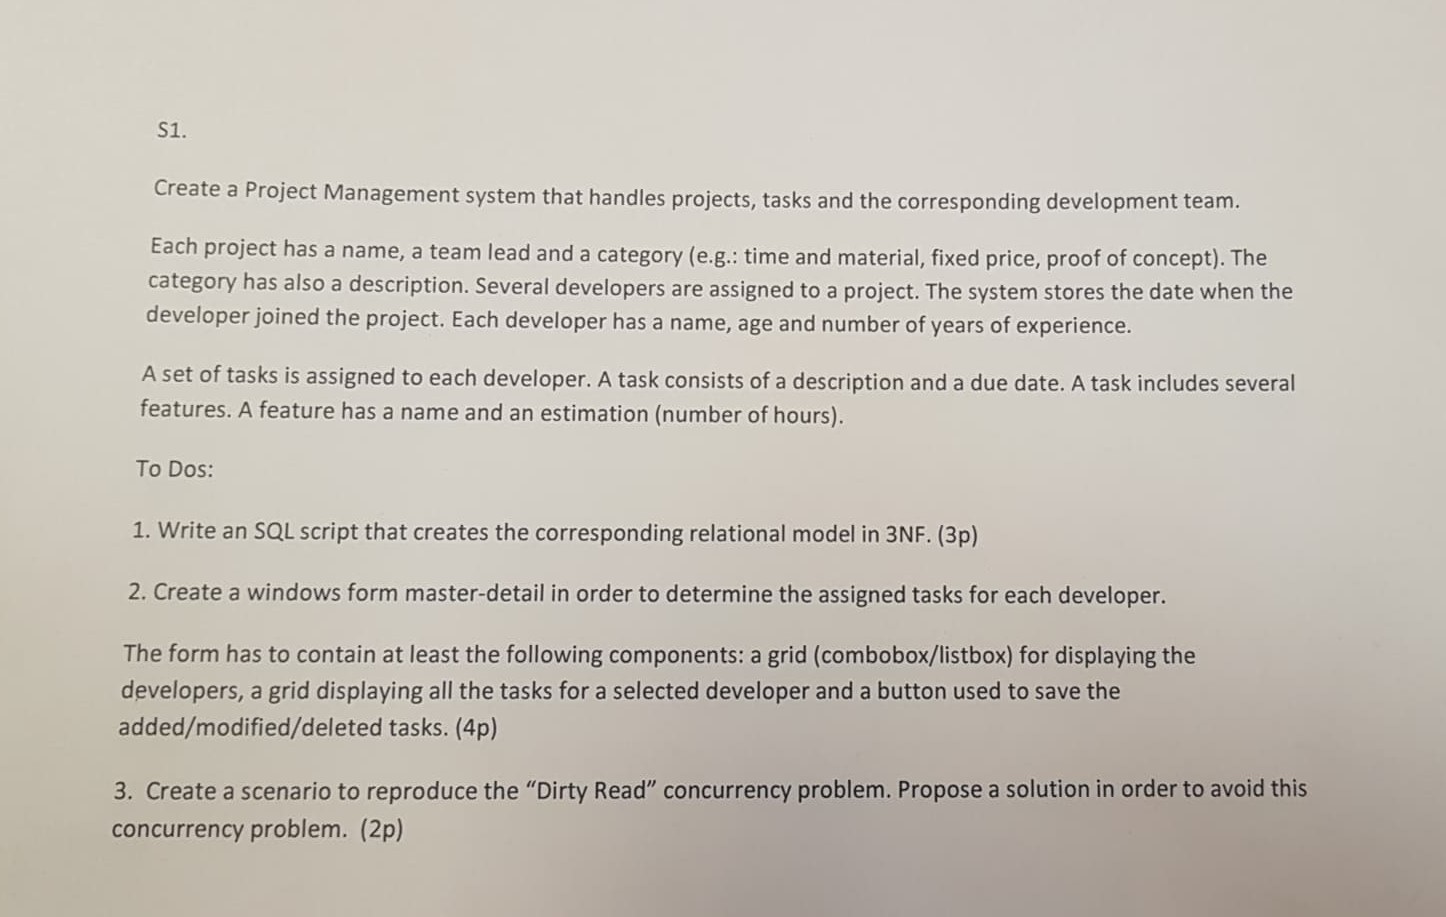 S1.
Create a Project Management system that handles projects, tasks and the corresponding development team.
Each project has a name, a team lead and a category (e.g.: time and material, fixed price, proof of concept). The
category has also a description. Several developers are assigned to a project. The system stores the date when the
developer joined the project. Each developer has a name, age and number of years of experience.
A set of tasks is assigned to each developer. A task consists of a description and a due date. A task includes several
features. A feature has a name and an estimation (number of hours).
To Dos:
1. Write an SQL script that creates the corresponding relational model in 3NF. (3p)
2. Create a windows form master-detail in order to determine the assigned tasks for each developer.
The form has to contain at least the following components: a grid (combobox/listbox) for displaying the
developers, a grid displaying all the tasks for a selected developer and a button used to save the
added/modified/deleted tasks. (4p)
3. Create a scenario to reproduce the “Dirty Read” concurrency problem. Propose a solution in order to avoid this
concurrency problem. (2p)